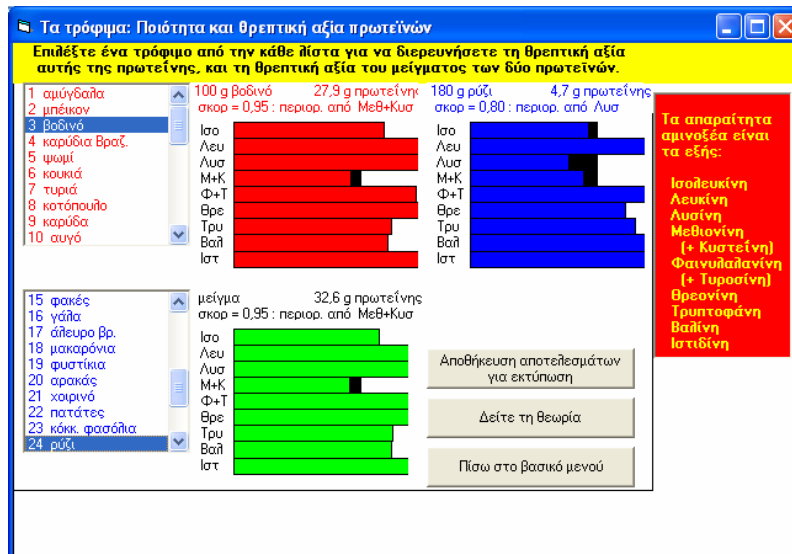 Τα τρόφιμα: Ποιότητα και θρεπτική αξία πρωτεϊνών
Επιλέξτε ένα τρόφιμο από την κάθε λίστα για να διερευνήσετε τη θρεπτική αξία
αυτής της πρωτεΐνης, και τη θρεπτική αξία του μείγματος των δύο πρωτεϊνών.
1 αμύγδαλα
2 μπέικον
3 βοδινό
4 καρύδια Βραζ.
5 ψωμί
6 κουκιά
7 τυριά
8 κοτόπουλο
9 καρύδα
10 αυγό
100 g βοδινό 27,9 g πρωτεΐνης
σκορ = 0,95 : περιορ. από Μεθ+Κυσ
Ισο
Λευ
Λυσ
Μ+Κ
Φ+Τ
Θρε
Τρυ
Βαλ
Ιστ
180 g ρύζι 4,7 g πρωτεΐνης
σκορ = 0,80 : περιορ. από Λυσ
Ισο
Λευ
Λυσ
Μ+Κ
Φ+Τ
Θρε
Τρυ
Βαλ
Ιστ
Τα απαραίτητα
αμινοξέα είναι
τα εξής:
Ισολευκίνη
Λευκίνη
Λυσίνη
Μεθιονίνη
(+ Κυστεΐνη)
Φαινυλαλανίνη
(+ Τυροσίνη)
Θρεονίνη
Τρυπτοφάνη
Βαλίνη
Ιστιδίνη
15 φακές
16 γάλα
17 άλευρο βρ.
18 μακαρόνια
19 φυστίκια
20 αρακάς
21 χοιρινό
22 πατάτες
23 κόκκ. φασόλια
24 ρύζι
μείγμα 32,6 g πρωτεΐνης
σκορ = 0,95 : περιορ. από Μεθ+Κυσ
Ισο
Λευ
Λυσ
Μ+Κ
Φ+Τ
Θρε
Τρυ
Βαλ
Ιστ
Αποθήκευση αποτελεσμάτων
για εκτύπωση
Δείτε τη θεωρία
Πίσω στο βασικό μενού